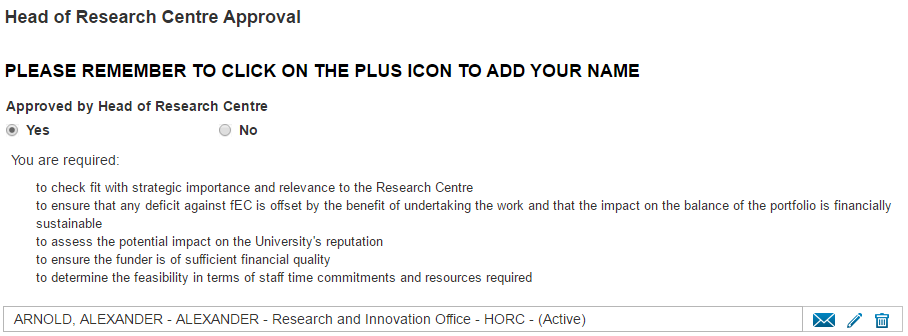 Head of Research Centre Approval
PLEASE REMEMBER TO CLICK ON THE PLUS ICON TO ADD YOUR NAME
Approved by Head of Research Centre
Yes No
You are required:
to check fit with strategic importance and relevance to the Research Centre
to ensure that any deficit against fEC is offset by the benefit of undertaking the work and that the impact on the balance of the portfolio is financially
sustainable
to assess the potential impact on the University's reputation
to ensure the funder is of sufficient financial quality
to determine the feasibility in terms of staff time commitments and resources required
ARNOLD, ALEXANDER - ALEXANDER - Research and Innovation Office - HORC - (Active)